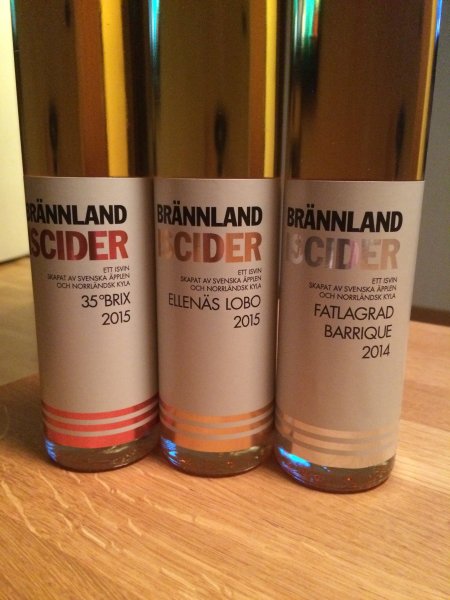 BRÄNNLAND
ISCIDER
ETT ISVIN
SKAPAT AV SVENSKA ÄPPLEN
OCH NORRLÄNDSK KYLA
35°BRIX
2015
BRÄNNLAND
ISCIDER
ETT ISVIN
SKAPAT AV SVENSKA ÄPPLEN
OCH NORRLÄNDSK KYLA
ELLENÄS LOBO
2015
BRÄNNLAND
ISCIDER
ETT ISVIN
SKAPAT AV SVENSKA ÄPPLEN
OCH NORRLÄNDSK KYLA
FATLAGRAD
BARRIQUE
2014